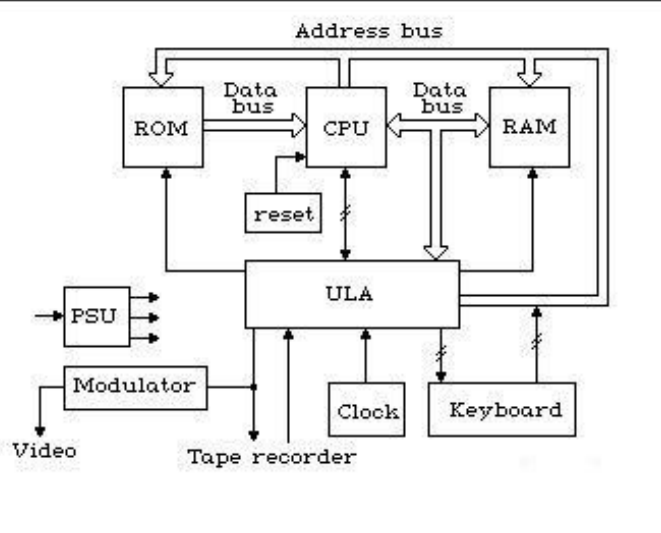 Address bus
Data
bus
Data
bus
ROM
CPU
RAM
reset
ULA
PSU
Modulator
Clock
Keyboard
Video
Tape recorder